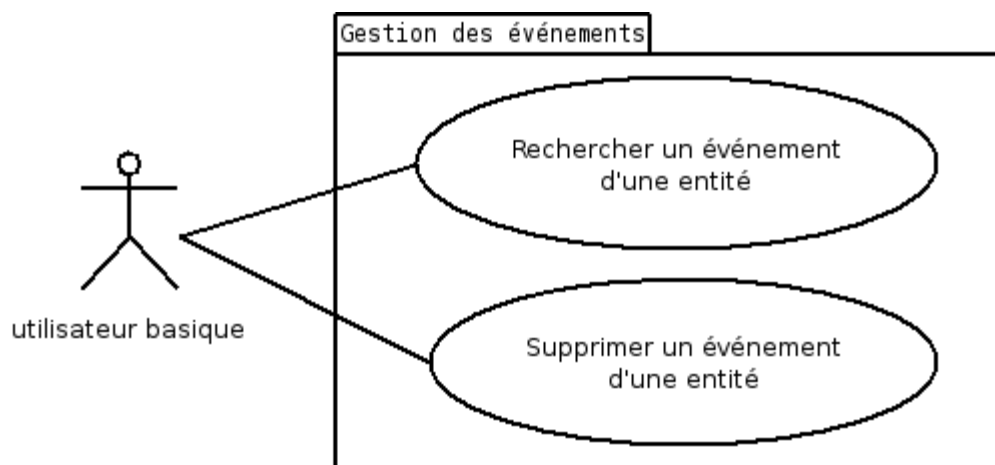 Gestion des événements
Rechercher un événement
d'une entité
utilisateur basique
Supprimer un événement
d'une entité